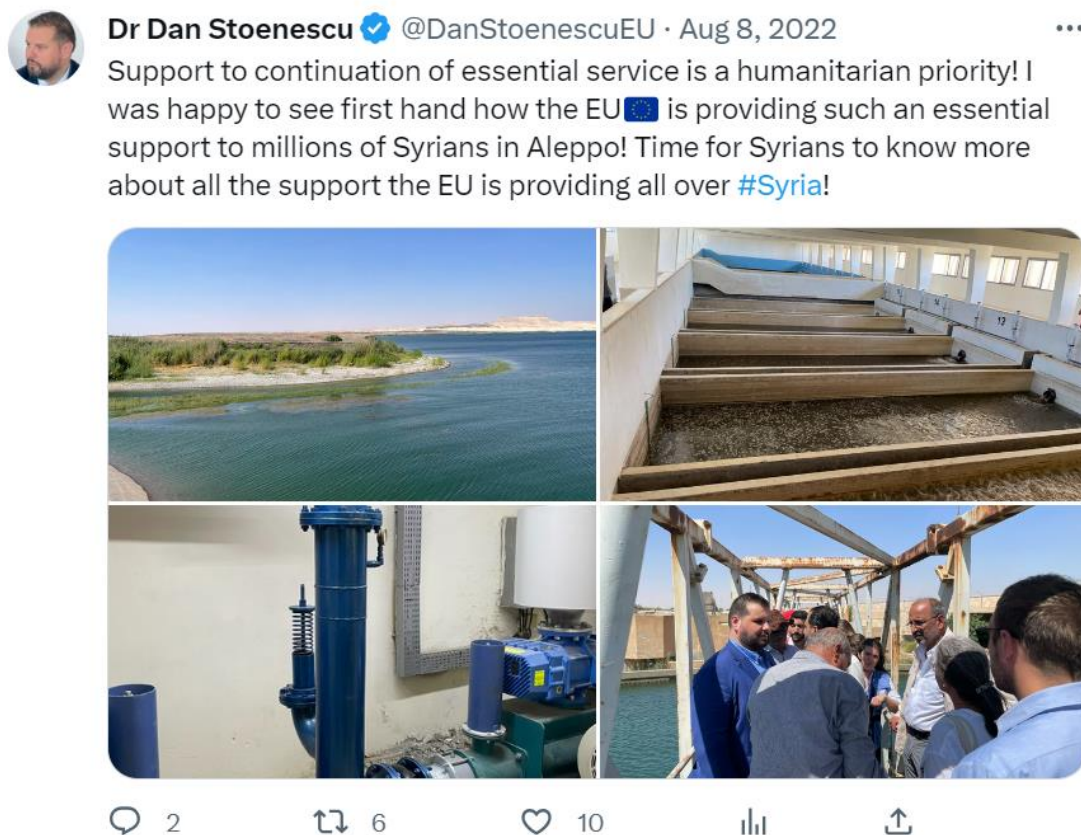 Dr Dan Stoenescu @DanStoenescuEU · Aug 8, 2022
Support to continuation of essential service is a humanitarian priority! I
was happy to see first hand how the EU🇪🇺 is providing such an essential
support to millions of Syrians in Aleppo! Time for Syrians to know more
about all the support the EU is providing all over #Syria!
2 6 10